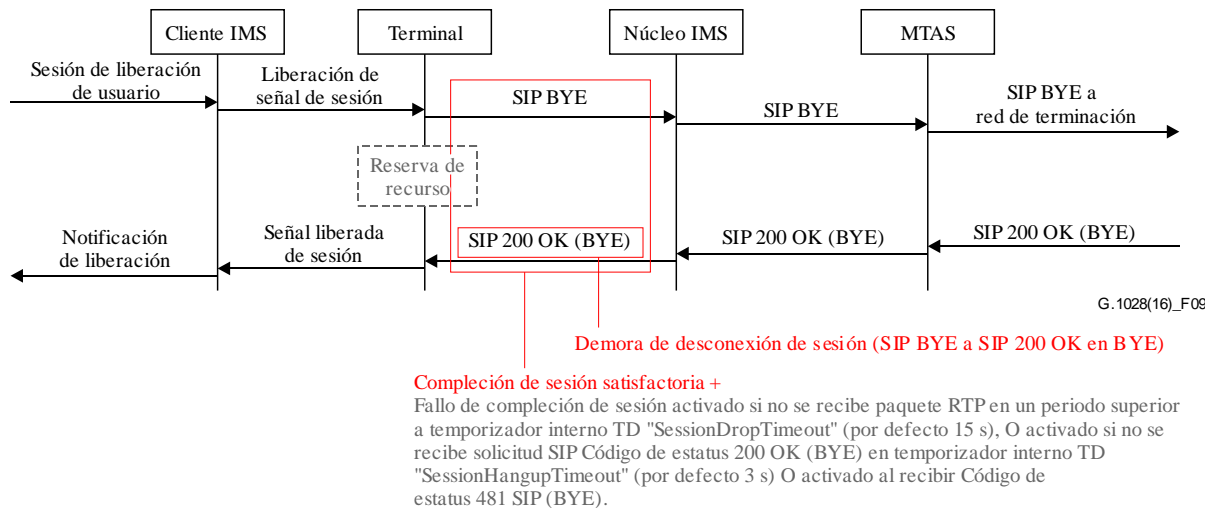 Cliente IMS
Terminal
Núcleo IMS
MTAS
Sesión de liberación
de usuario
Liberación de
señal de sesión
SIP BYE
SIP BYE
SIP BYE a
red de terminación
Reserva de
recurso
Notificación
de liberación
Señal liberada
de sesión
SIP 200 OK (BYE)
SIP 200 OK (BYE)
SIP 200 OK (BYE)
G.1028(16)_F09
Demora de desconexión de sesión (SIP BYE a SIP 200 OK en BYE)
Compleción de sesión satisfactoria +
Fallo de compleción de sesión activado si no se recibe paquete RTP en un periodo superior
a temporizador interno TD "SessionDropTimeout" (por defecto 15 s), O activado si no se
recibe solicitud SIP Código de estatus 200 OK (BYE) en temporizador interno TD
"SessionHangupTimeout" (por defecto 3 s) O activado al recibir Código de
estatus 481 SIP (BYE).